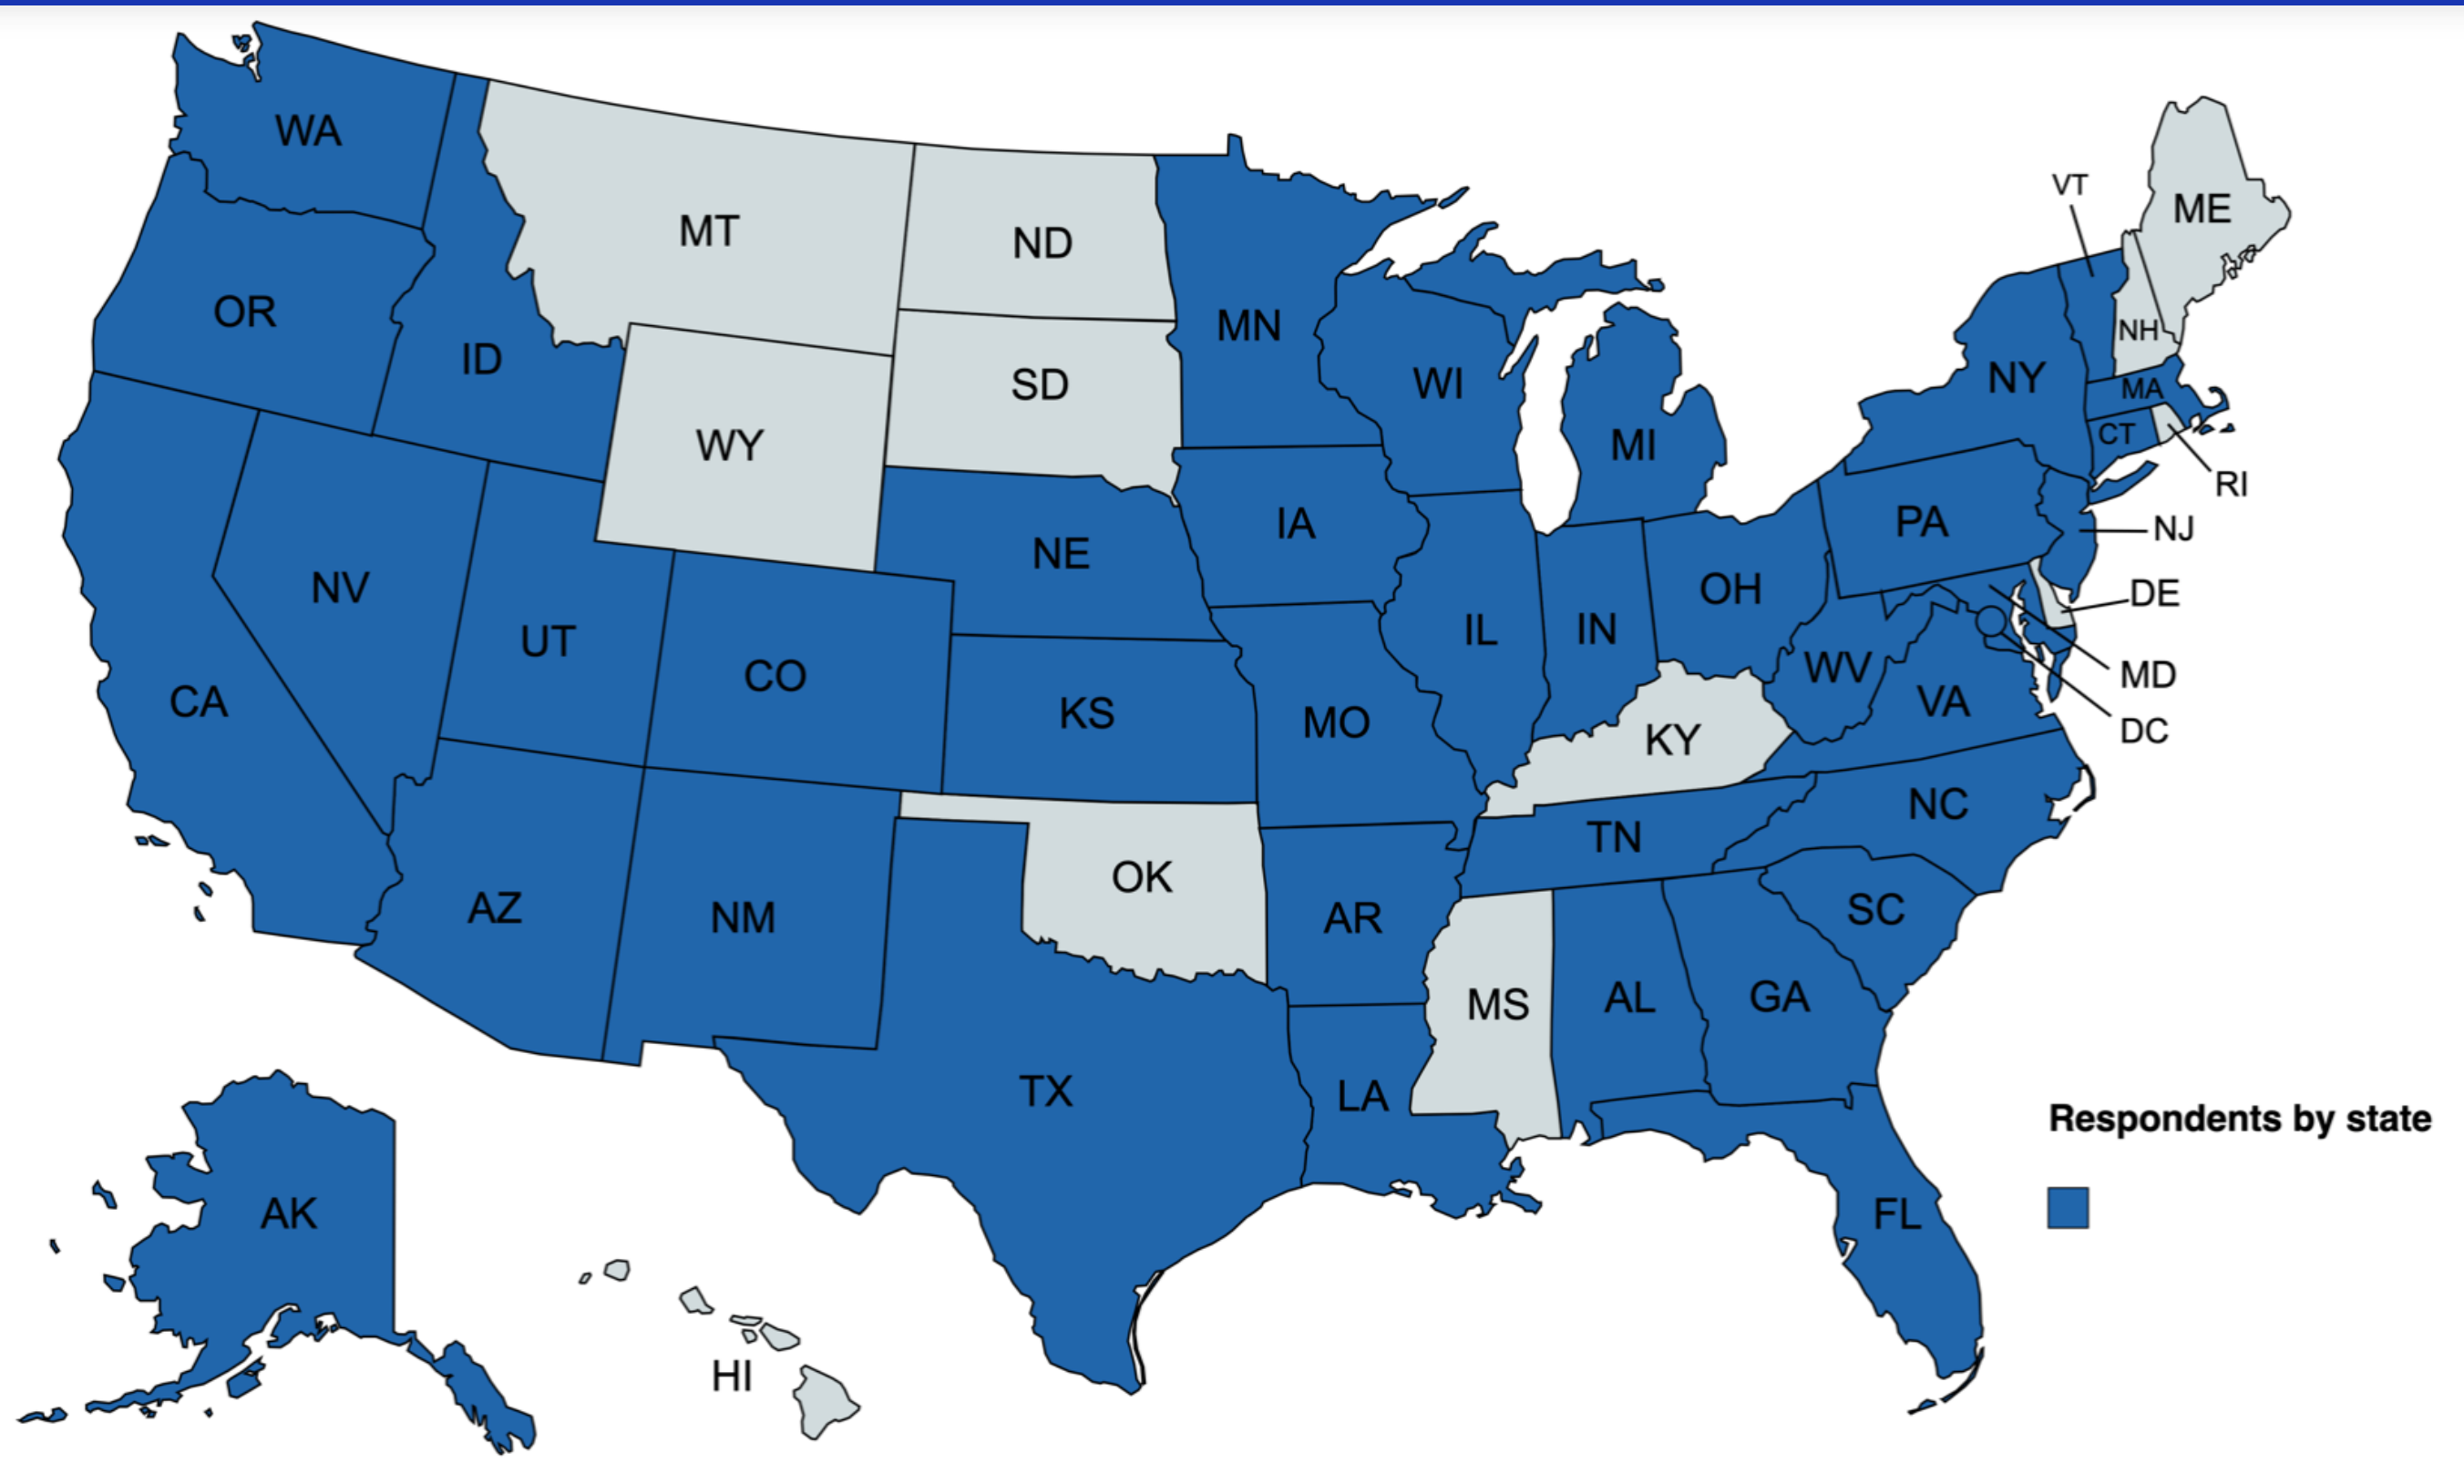 WA
MT
ND
MN
VT
ME
OR
ID
SD
WI
NH
NY
MA
WY
MI
CT
RI
NE
IA
PA
NJ
NV
UT
CO
IL
IN
OH
DE
CA
KS
MO
WV
VA
MD
DC
KY
NC
TN
AZ
NM
OK
AR
SC
MS
AL
GA
TX
LA
Respondents by state
AK
FL
HI